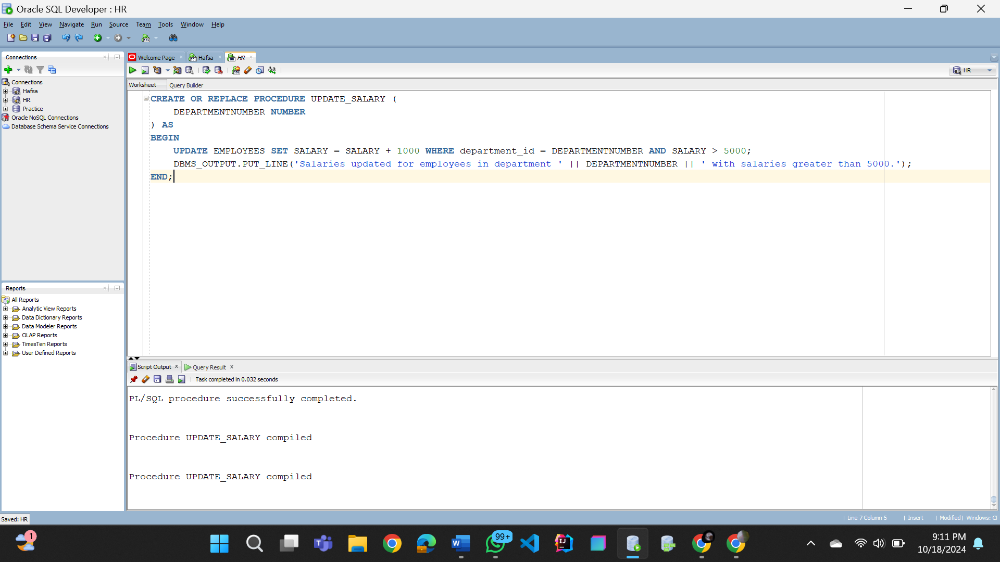 Oracle SQL Developer : HR
File Edit View Navigate Run Source Team Tools Window Help
Connections
Welcome Page
Hafsa
HR
HR
Worksheet
Query Builder
Connections
Hafsa
HR
Practice
Oracle NoSQL Connections
Database Schema Service Connections
CREATE OR REPLACE PROCEDURE UPDATE_SALARY (
DEPARTMENTNUMBER NUMBER
) AS
BEGIN
UPDATE EMPLOYEES SET SALARY = SALARY + 1000 WHERE department_id = DEPARTMENTNUMBER AND SALARY > 5000;
DBMS_OUTPUT.PUT_LINE('Salaries updated for employees in department ' || DEPARTMENTNUMBER || ' with salaries greater than 5000.');
END;
Reports
All Reports
Analytic View Reports
Data Dictionary Reports
Data Modeler Reports
OLAP Reports
TimesTen Reports
User Defined Reports
Script Output
Query Result
Task completed in 0.032 seconds
PL/SQL procedure successfully completed.
Procedure UPDATE_SALARY compiled
Procedure UPDATE_SALARY compiled
Saved: HR
Line 7 Column 5
Insert
Modified
Windows: CR
1
99+
9:11 PM
10/18/2024